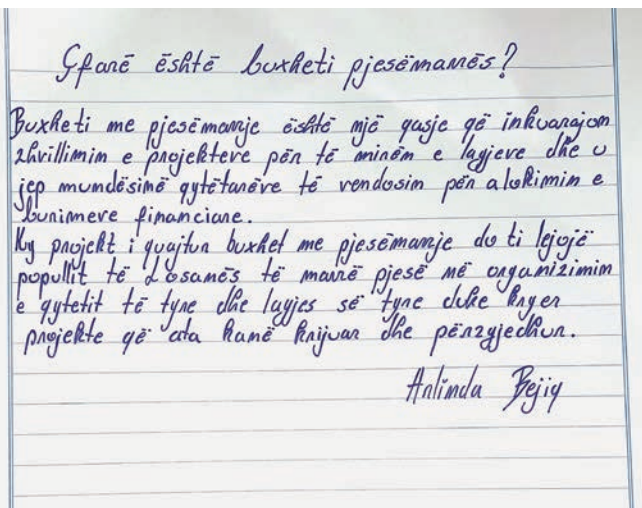 Çfarë është buxheti pjesëmarrës?
Buxheti me pjesëmarrje është një qasje që inkurajon
zhvillimin e projekteve për të mirën e lagjeve dhe u
jep mundësinë qytetarëve të vendosin për alokimin e
burimeve financiare.
Ky projekt i quajtur buxhet me pjesëmarrje do ti lejojë
popullit të Losanës të marrë pjesë në organizimin
e qytetit të tyre dhe lagjes së tyre duke kryer
projekte që ata kanë krijuar dhe përzgjedhur.
Arlinda Bejiq